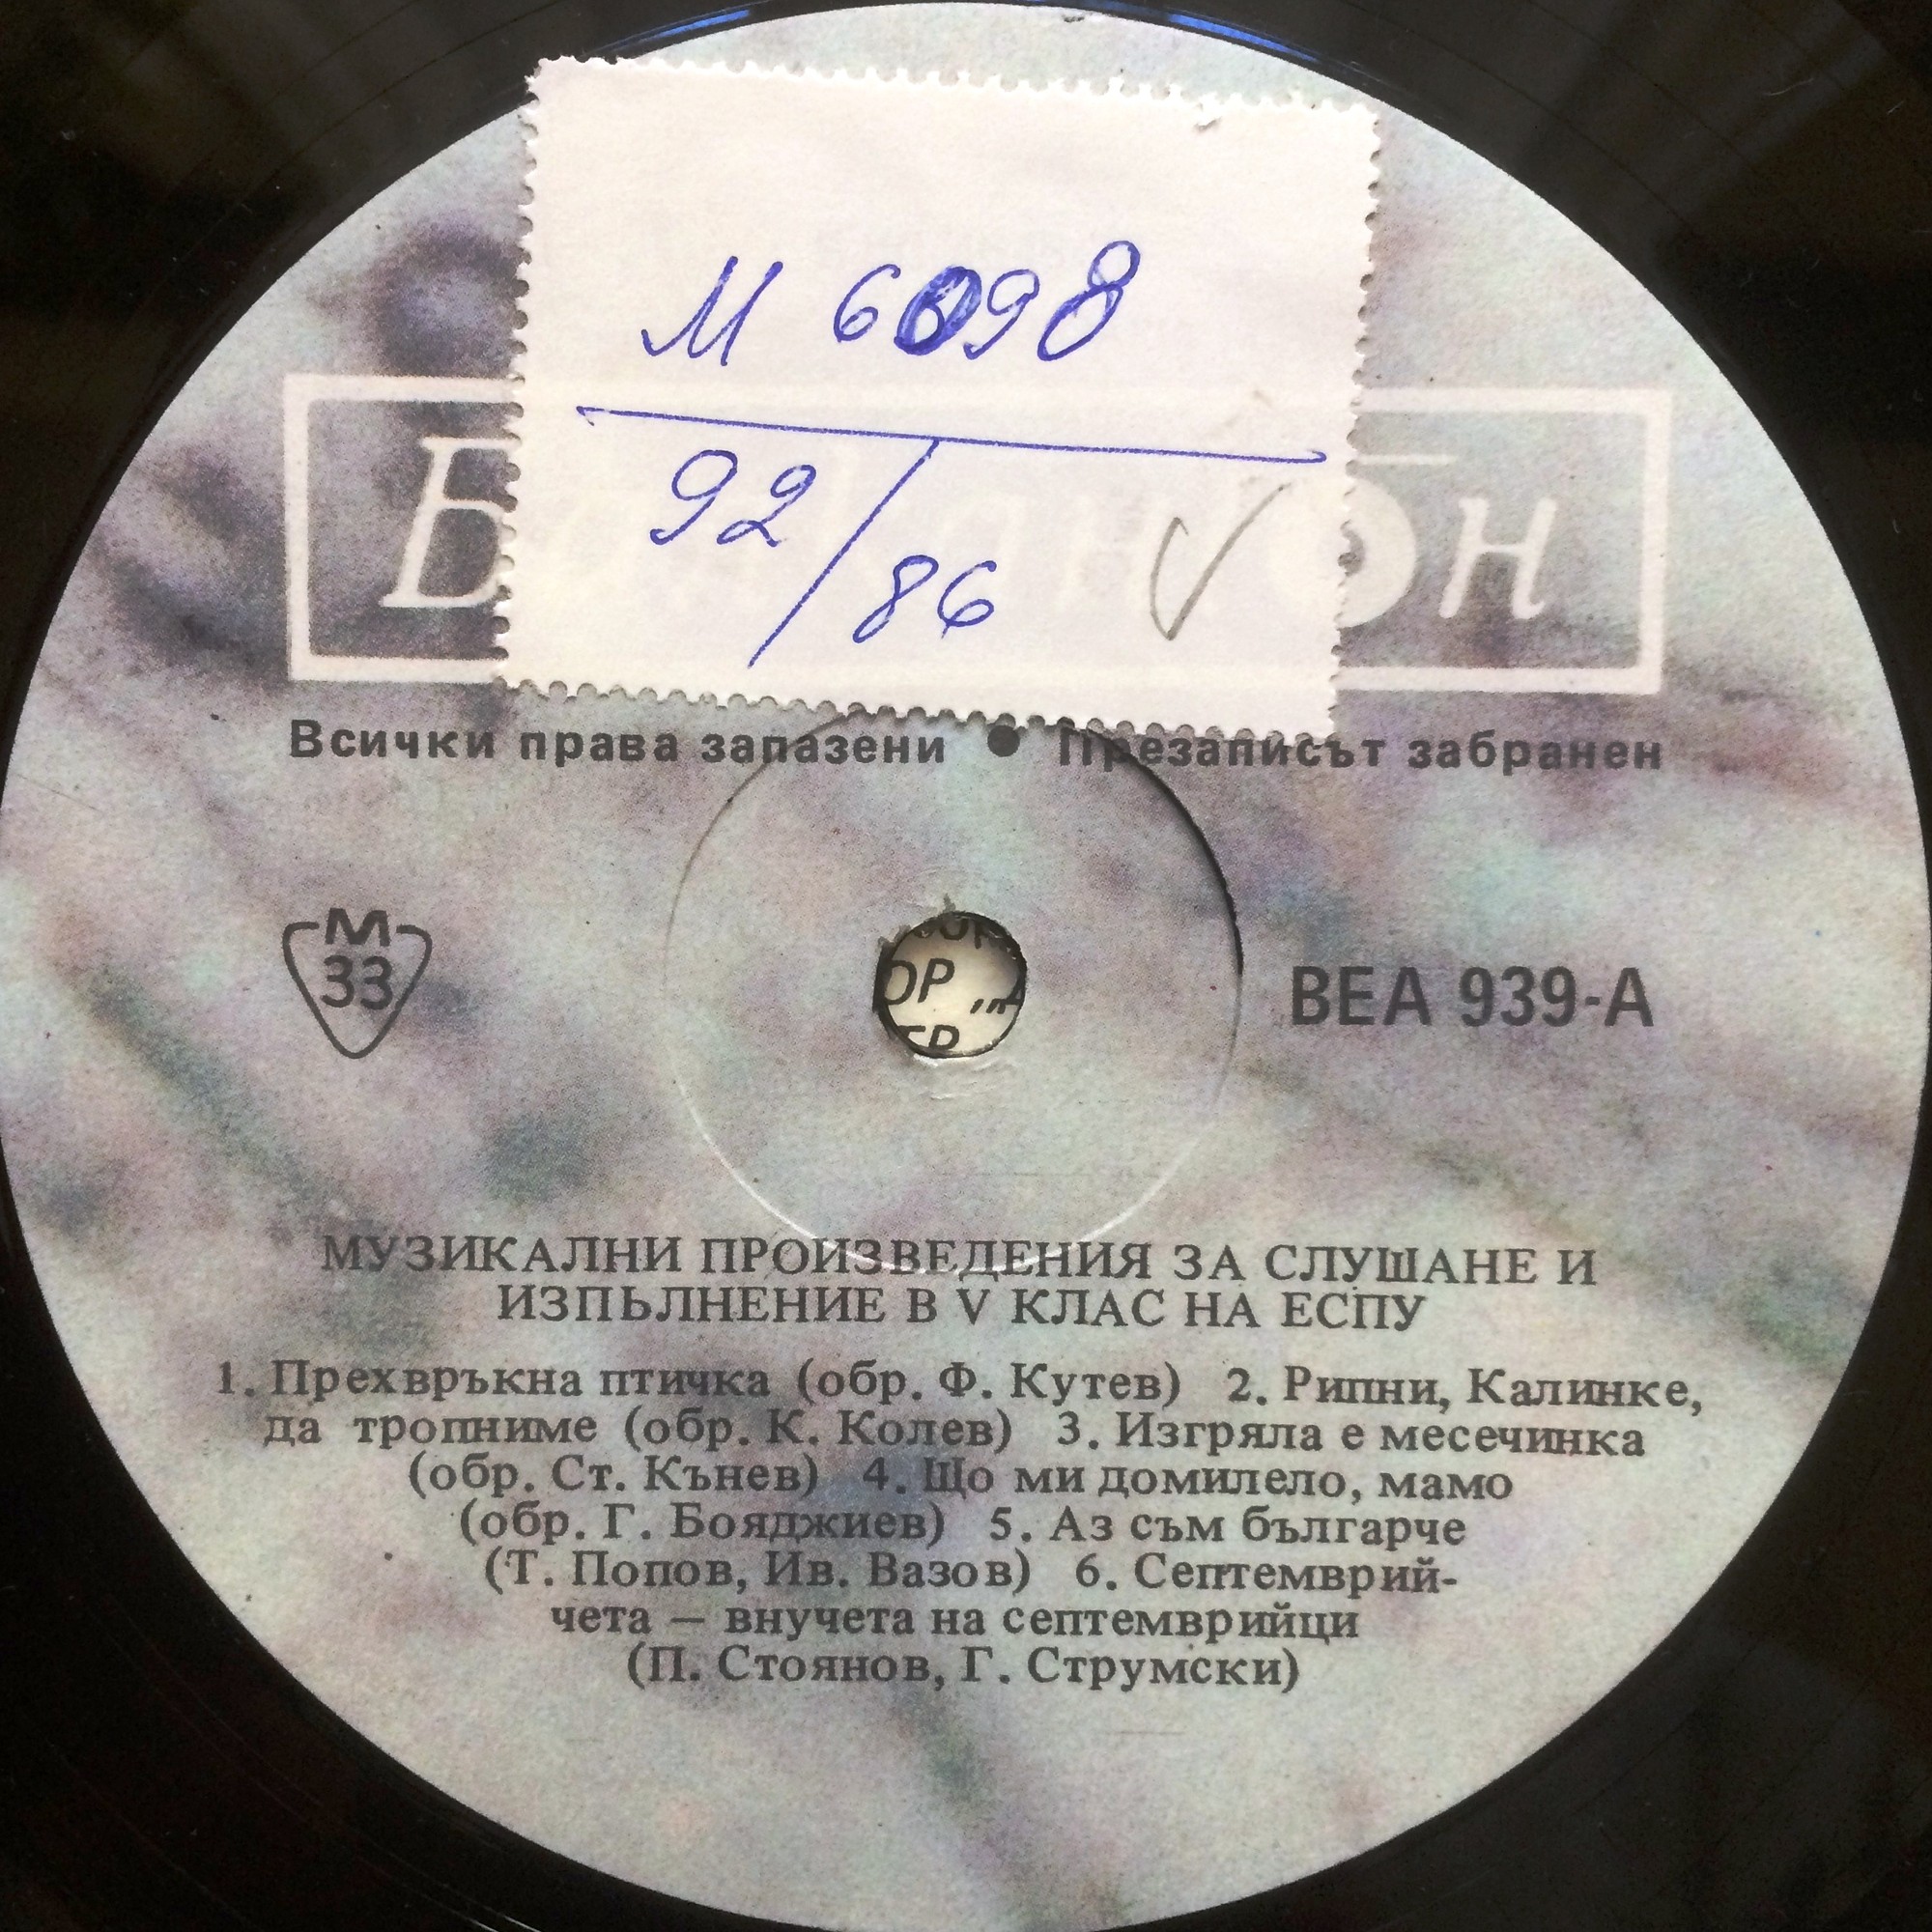 М 6098
92/86
Н
Всички права запазени ● Презаписът забранен
М
33
ВЕА 939-А
МУЗИКАЛНИ ПРОИЗВЕДЕНИЯ ЗА СЛУШАНЕ И
ИЗПЬЛНЕНИЕ В V КЛАС НА ЕСПУ
1. Прехвръкна птичка (обр. Ф. Кутев) 2. Рипни, Калинке,
да тропниме (обр. К. Колев) 3. Изгряла е месечинка
(обр. Ст. Кънев) 4. Що ми домилело, мамо
(обр. Г. Бояджиев) 5. Аз съм българче
(Т. Попов, Ив. Вазов) 6. Септемврий-
чета — внучета на септемврийци
(П. Стоянов, Г. Струмски)